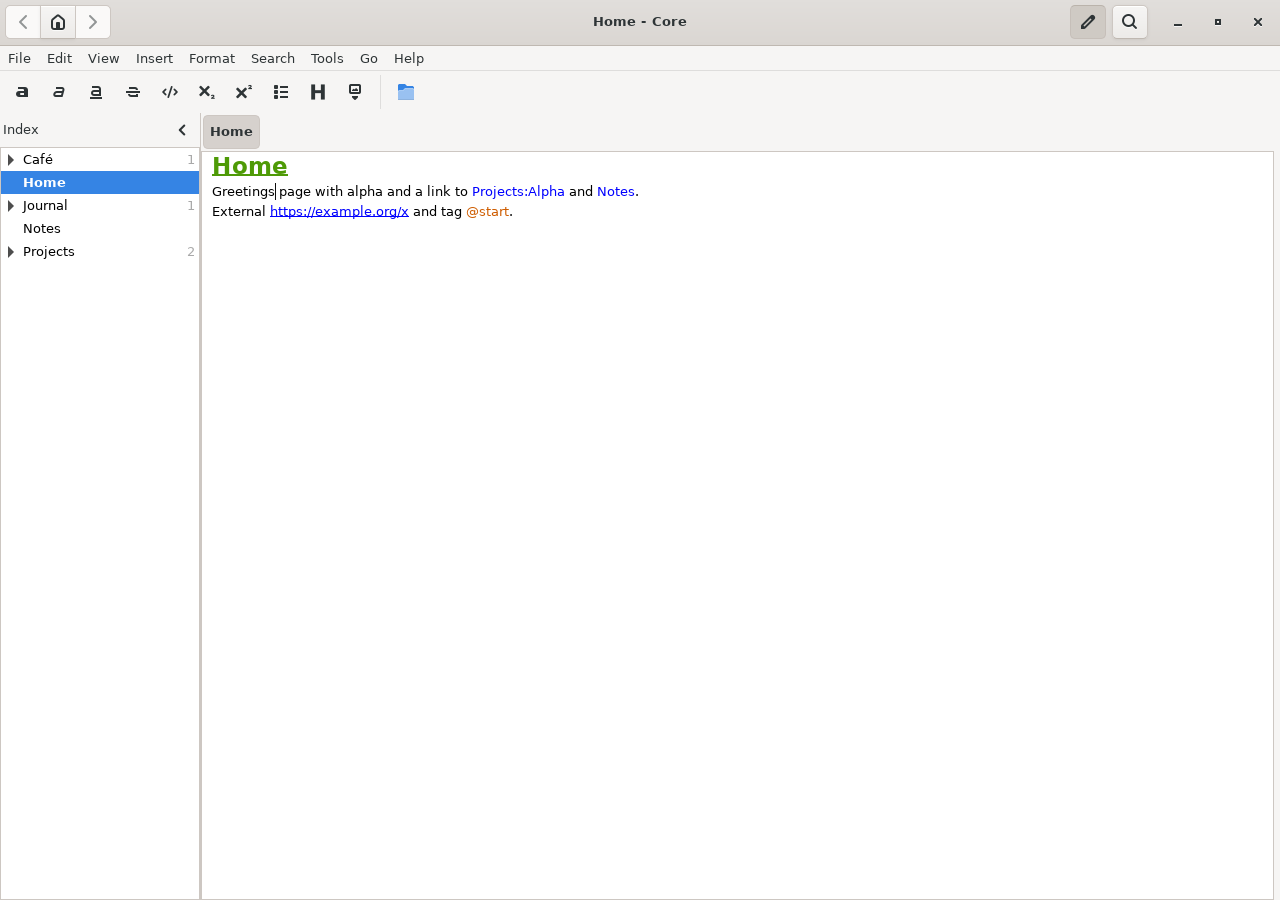 Home - Core
File Edit View Insert Format Search Tools Go Help
Index
Café 1
Home
Journal 1
Notes
Projects 2
Home
Home
Greetings page with alpha and a link to Projects:Alpha and Notes.
External https://example.org/x and tag @start.